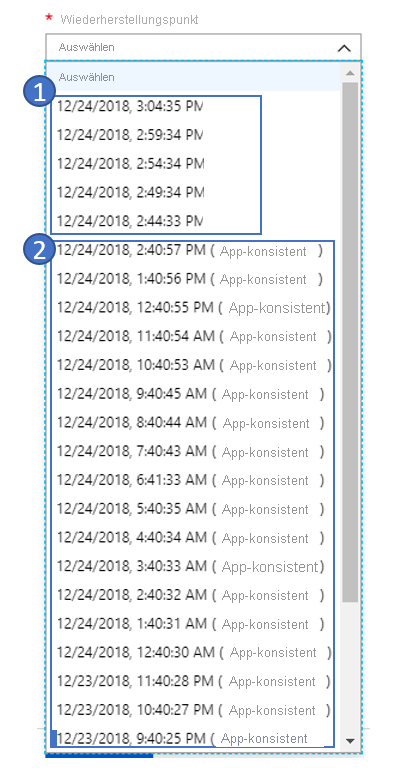 * Wiederherstellungspunkt
Auswählen
Auswählen
1
12/24/2018, 3:04:35 PM
12/24/2018, 2:59:34 PM
12/24/2018, 2:54:34 PM
12/24/2018, 2:49:34 PM
12/24/2018, 2:44:33 PM
2
12/24/2018, 2:40:57 PM ( App-konsistent )
12/24/2018, 1:40:56 PM ( App-konsistent )
12/24/2018, 12:40:55 PM ( App-konsistent)
12/24/2018, 11:40:54 AM ( App-konsistent )
12/24/2018, 10:40:53 AM ( App-konsistent )
12/24/2018, 9:40:45 AM ( App-konsistent )
12/24/2018, 8:40:44 AM ( App-konsistent )
12/24/2018, 7:40:43 AM ( App-konsistent )
12/24/2018, 6:41:33 AM ( App-konsistent )
12/24/2018, 5:40:35 AM ( App-konsistent )
12/24/2018, 4:40:34 AM ( App-konsistent )
12/24/2018, 3:40:33 AM ( App-konsistent)
12/24/2018, 2:40:32 AM ( App-konsistent )
12/24/2018, 1:40:31 AM ( App-konsistent )
12/24/2018, 12:40:30 AM ( App-konsistent )
12/23/2018, 11:40:28 PM ( App-konsistent )
12/23/2018, 10:40:27 PM ( App-konsistent )
12/23/2018, 9:40:25 PM ( App-konsistent )